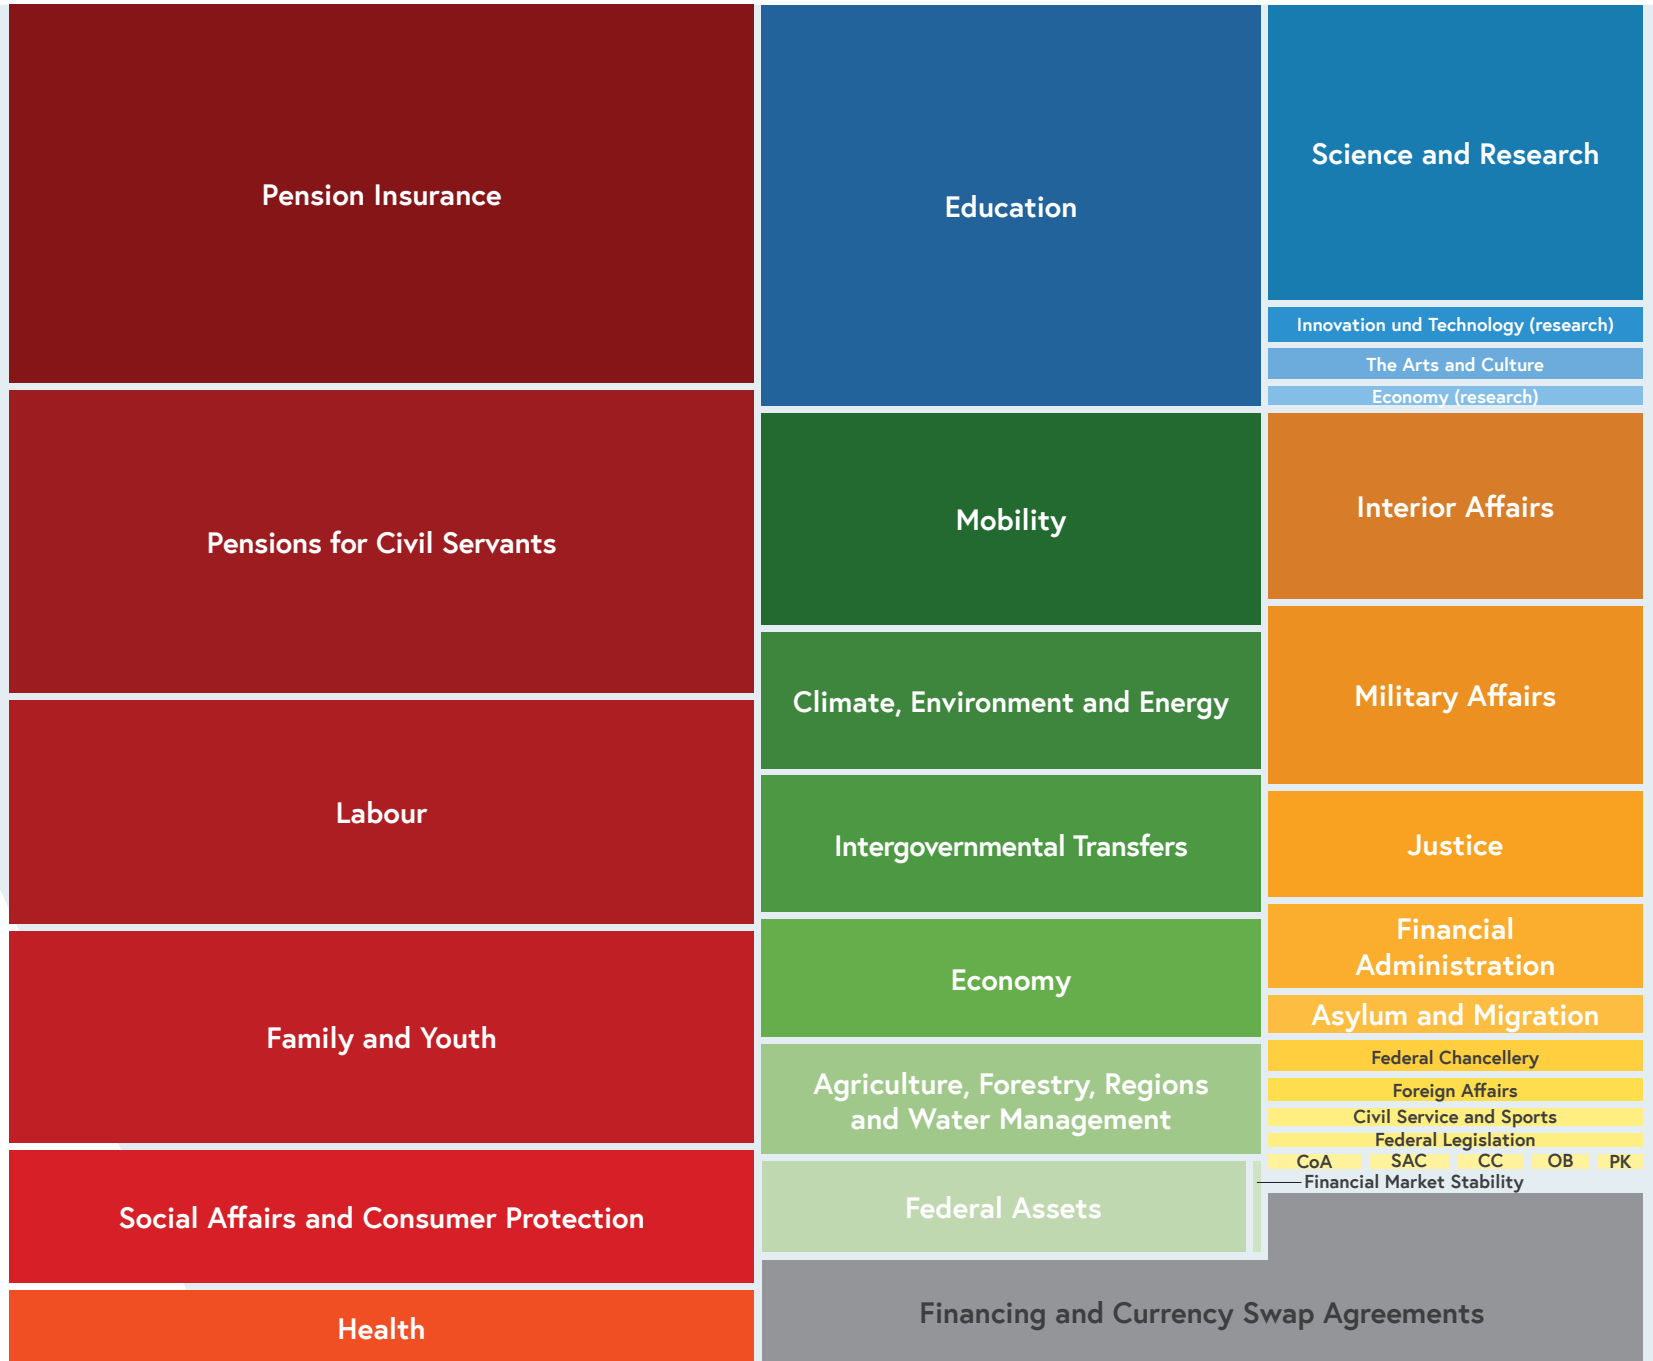 Pension Insurance
Pensions for Civil Servants
Labour
Family and Youth
Social Affairs and Consumer Protection
Health
Education
Mobility
Climate, Environment and Energy
Intergovernmental Transfers
Economy
Agriculture, Forestry, Regions
and Water Management
Federal Assets
Science and Research
Innovation und Technology (research)
The Arts and Culture
Economy (research)
Interior Affairs
Military Affairs
Justice
Financial
Administration
Asylum and Migration
Federal Chancellery
Foreign Affairs
Civil Service and Sports
Federal Legislation
CoA SAC CC OB PK
Financial Market Stability
Financing and Currency Swap Agreements